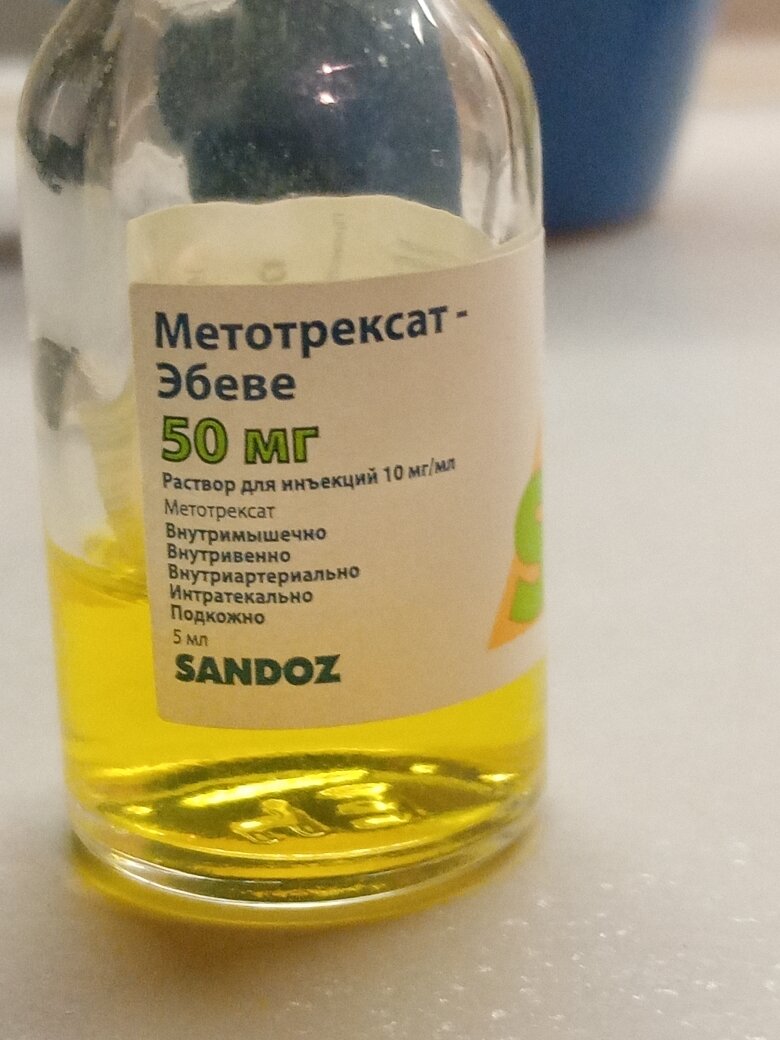 Метотрексат -
Эбеве
50 мг
Раствор для инъекций 10 мг/мл
Метотрексат
Внутримышечно
Внутривенно
Внутриартериально
Интратекально
Подкожно
5 мл
SANDOZ